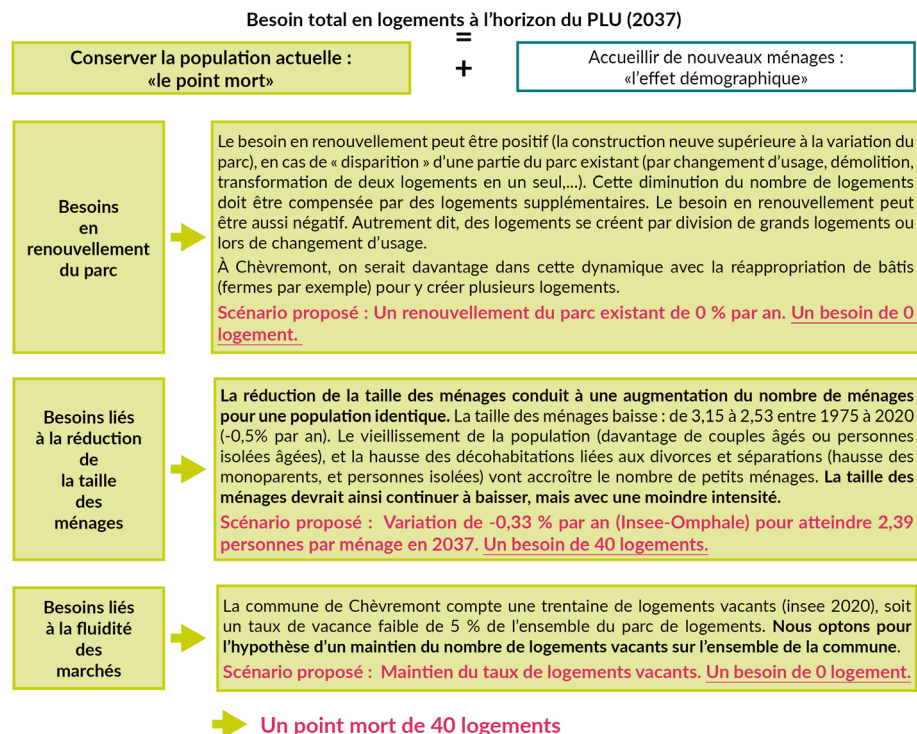 Besoin total en logements à l'horizon du PLU (2037)
=
Conserver la population actuelle :
«le point mort»
+
Accueillir de nouveaux ménages :
«l'effet démographique»
Besoins
en
renouvellement
du parc
Le besoin en renouvellement peut être positif (la construction neuve supérieure à la variation du
parc), en cas de « disparition » d'une partie du parc existant (par changement d'usage, démolition,
transformation de deux logements en un seul,...). Cette diminution du nombre de logements
doit être compensée par des logements supplémentaires. Le besoin en renouvellement peut
être aussi négatif. Autrement dit, des logements se créent par division de grands logements ou
lors de changement d'usage.
À Chèvremont, on serait davantage dans cette dynamique avec la réappropriation de bâtis
(fermes par exemple) pour y créer plusieurs logements.
Scénario proposé : Un renouvellement du parc existant de 0 % par an. Un besoin de 0
logement.
Besoins liés
à la réduction
de
la taille
des
ménages
La réduction de la taille des ménages conduit à une augmentation du nombre de ménages
pour une population identique. La taille des ménages baisse : de 3,15 à 2,53 entre 1975 à 2020
(-0,5% par an). Le vieillissement de la population (davantage de couples âgés ou personnes
isolées âgées), et la hausse des décohabitations liées aux divorces et séparations (hausse des
monoparents, et personnes isolées) vont accroître le nombre de petits ménages. La taille des
ménages devrait ainsi continuer à baisser, mais avec une moindre intensité.
Scénario proposé : Variation de -0,33 % par an (Insee-Omphale) pour atteindre 2,39
personnes par ménage en 2037. Un besoin de 40 logements.
Besoins liés
à la fluidité
des
marchés
La commune de Chèvremont compte une trentaine de logements vacants (insee 2020), soit
un taux de vacance faible de 5 % de l'ensemble du parc de logements. Nous optons pour
l'hypothèse d'un maintien du nombre de logements vacants sur l'ensemble de la commune.
Scénario proposé : Maintien du taux de logements vacants. Un besoin de 0 logement.
Un point mort de 40 logements